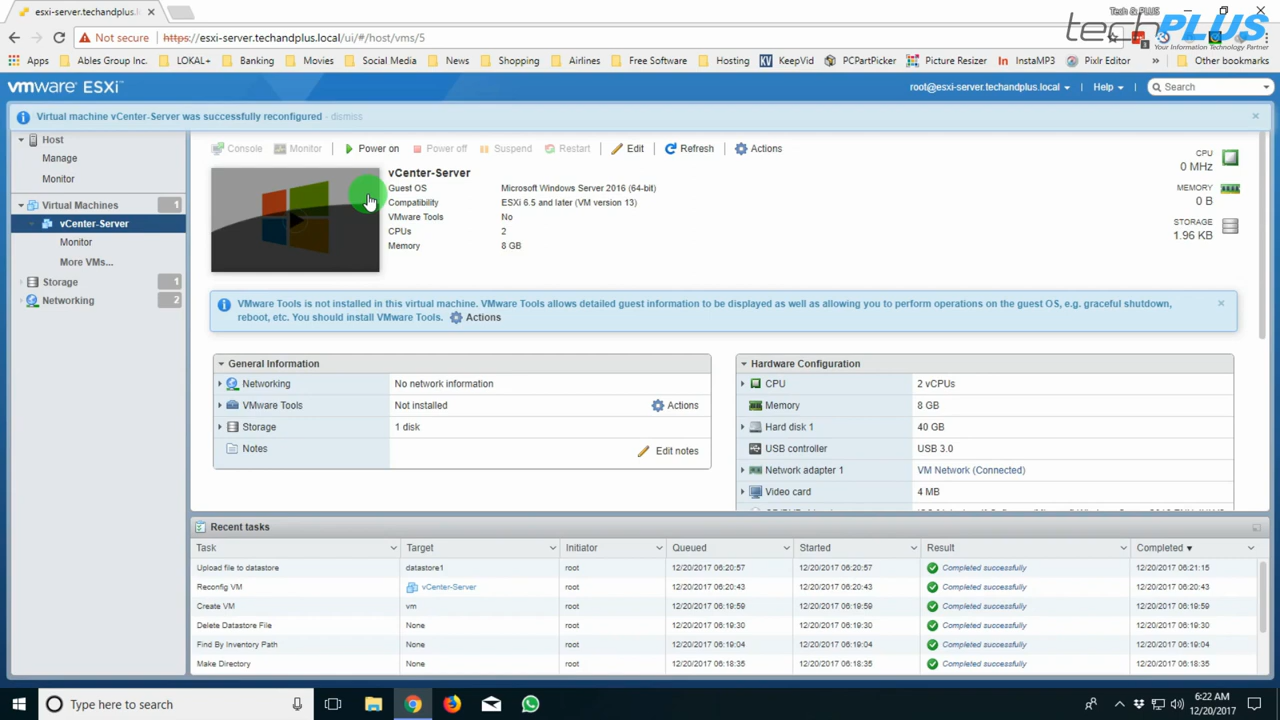 esxi-server.techandplus.
Tech & PLUS
techPLUS
Your Information Technology Partner
Not secure
https://esxi-server.techandplus.local/ui/#/host/vms/5
Apps
Ables Group Inc.
LOKAL+
Banking
Movies
Social Media
News
Shopping
Airlines
Free Software
Hosting
KeepVid
PCPartPicker
Picture Resizer
InstaMP3
Pixlr Editor
»
Other bookmarks
vmware ESXi™
root@esxi-server.techandplus.local
Help
Search
Virtual machine vCenter-Server was successfully reconfigured - dismiss
Host
Manage
Monitor
Virtual Machines 1
vCenter-Server
Monitor
More VMs...
Storage 1
Networking 2
Console
Monitor
Power on
Power off
Suspend
Restart
Edit
Refresh
Actions
vCenter-Server
Guest OS Microsoft Windows Server 2016 (64-bit)
Compatibility ESXi 6.5 and later (VM version 13)
VMware Tools No
CPUs 2
Memory 8 GB
CPU
0 MHz
MEMORY
0 B
STORAGE
1.96 KB
VMware Tools is not installed in this virtual machine. VMware Tools allows detailed guest information to be displayed as well as allowing you to perform operations on the guest OS, e.g. graceful shutdown,
reboot, etc. You should install VMware Tools. Actions
General Information
Networking No network information
VMware Tools Not installed Actions
Storage 1 disk
Notes Edit notes
Hardware Configuration
CPU 2 vCPUs
Memory 8 GB
Hard disk 1 40 GB
USB controller USB 3.0
Network adapter 1 VM Network (Connected)
Video card 4 MB
Recent tasks
Task Target Initiator Queued Started Result Completed ▼
Upload file to datastore datastore1 root 12/20/2017 06:20:57 12/20/2017 06:20:57 Completed successfully 12/20/2017 06:21:15
Reconfig VM vCenter-Server root 12/20/2017 06:20:43 12/20/2017 06:20:43 Completed successfully 12/20/2017 06:20:43
Create VM vm root 12/20/2017 06:19:59 12/20/2017 06:19:59 Completed successfully 12/20/2017 06:19:59
Delete Datastore File None root 12/20/2017 06:19:30 12/20/2017 06:19:30 Completed successfully 12/20/2017 06:19:30
Find By Inventory Path None root 12/20/2017 06:19:04 12/20/2017 06:19:04 Completed successfully 12/20/2017 06:19:04
Make Directory None root 12/20/2017 06:18:35 12/20/2017 06:18:35 Completed successfully 12/20/2017 06:18:35
Type here to search
6:22 AM
12/20/2017